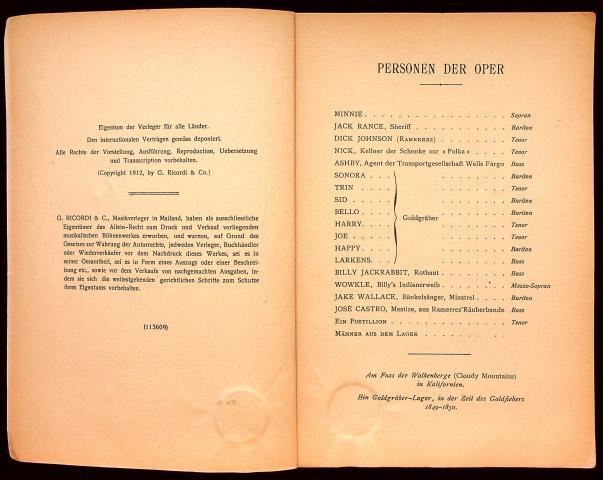 Eigentum der Verleger für alle Länder.
Den internationalen Verträgen gemäss deponiert.
Alle Rechte der Vorstellung, Ausführung, Reproduction, Uebersetzung
und Transcription vorbehalten.
(Copyright 1912, by G. Ricordi & Co.)
G. RICORDI & C., Musikverleger in Mailand, haben als ausschliessliche
Eigentümer das Allein-Recht zum Druck und Verkauf vorliegenden
musikalischen Bühnenwerkes erworben, und warnen, auf Grund des
Gesetzes zur Wahrung der Autorrechte, jedweden Verleger, Buchhändler
oder Wiederverkäufer vor dem Nachdruck dieses Werkes, sei es in
seiner Gesamtheit, sei es in Form eines Auszugs oder einer Beschrei-
bung etc., sowie vor dem Verkaufe von nachgemachten Ausgaben, in-
dem sie sich die weitestgehenden gerichtlichen Schritte zum Schutze
ihres Eigentums vorbehalten.
(113609)
PERSONEN DER OPER
MINNIE. . . . . . . . . . . . . . . . . . Sopran
JACK RANCE, Sheriff . . . . . . . . . . . . Bariton
DICK JOHNSON (RAMERREZ) . . . . . . . . . . Tenor
NICK, Kellner der Schenke zur « Polka » . . . . . Tenor
ASHBY, Agent der Transportgesellschaft Wells Fargo Bass
SONORA . . . . . . . . . . . . . . . Bariton
TRIN . . . . . . . . . . . . . . . Tenor
SID . . . . . . . . . . . . . . . Bariton
BELLO . . . . . . . . . . . . . . . Bariton
Goldgräber
HARRY. . . . . . . . . . . . . . . Tenor
JOE . . . . . . . . . . . . . . . Tenor
HAPPY. . . . . . . . . . . . . . . Bariton
LARKENS. . . . . . . . . . . . . . . Bass
BILLY JACKRABBIT, Rothaut . . . . . . . . . Bass
WOWKLE, Billy's Indianerweib . . . . . . . . Mezzo-Sopran
JAKE WALLACE, Bänkelsänger, Minstrel. . . . . Bariton
JOSÉ CASTRO, Mestize, aus Ramerrez'Räuberbande Bass
EIN POSTILLION . . . . . . . . . . . . . Tenor
MÄNNER AUS DEM LAGER . . . . . . . . . .
Am Fuss der Wolkenberge (Cloudy Mountains)
in Kalifornien.
Ein Goldgräber-Lager, in der Zeit des Goldfiebers
1849-1850.